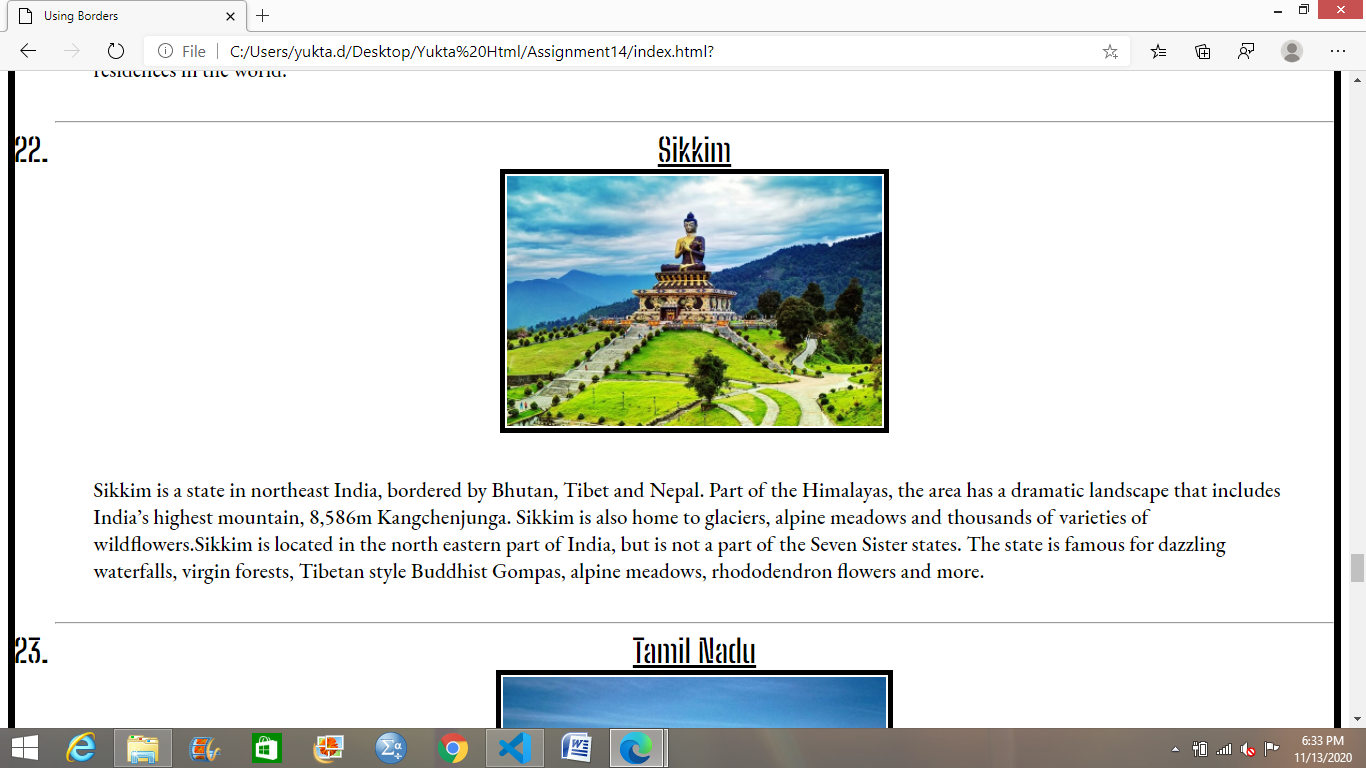 Using Borders
File
C:/Users/yukta.d/Desktop/Yukta%20Html/Assignment14/index.html?
residences in the world.
22.
Sikkim
Sikkim is a state in northeast India, bordered by Bhutan, Tibet and Nepal. Part of the Himalayas, the area has a dramatic landscape that includes
India’s highest mountain, 8,586m Kangchenjunga. Sikkim is also home to glaciers, alpine meadows and thousands of varieties of
wildflowers.Sikkim is located in the north eastern part of India, but is not a part of the Seven Sister states. The state is famous for dazzling
waterfalls, virgin forests, Tibetan style Buddhist Gompas, alpine meadows, rhododendron flowers and more.
23.
Tamil Nadu
6:33 PM
11/13/2020